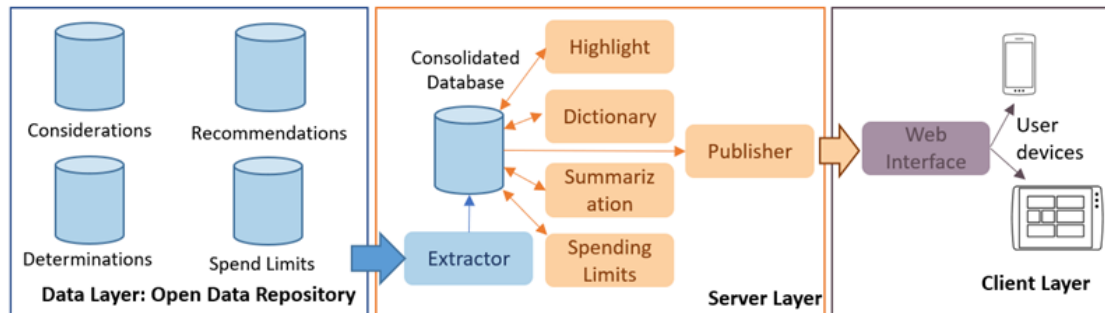 Considerations
Recommendations
Determinations
Spend Limits
Data Layer: Open Data Repository
Consolidated
Database
Extractor
Highlight
Dictionary
Summariz
ation
Spending
Limits
Publisher
Server Layer
Web
Interface
User
devices
Client Layer